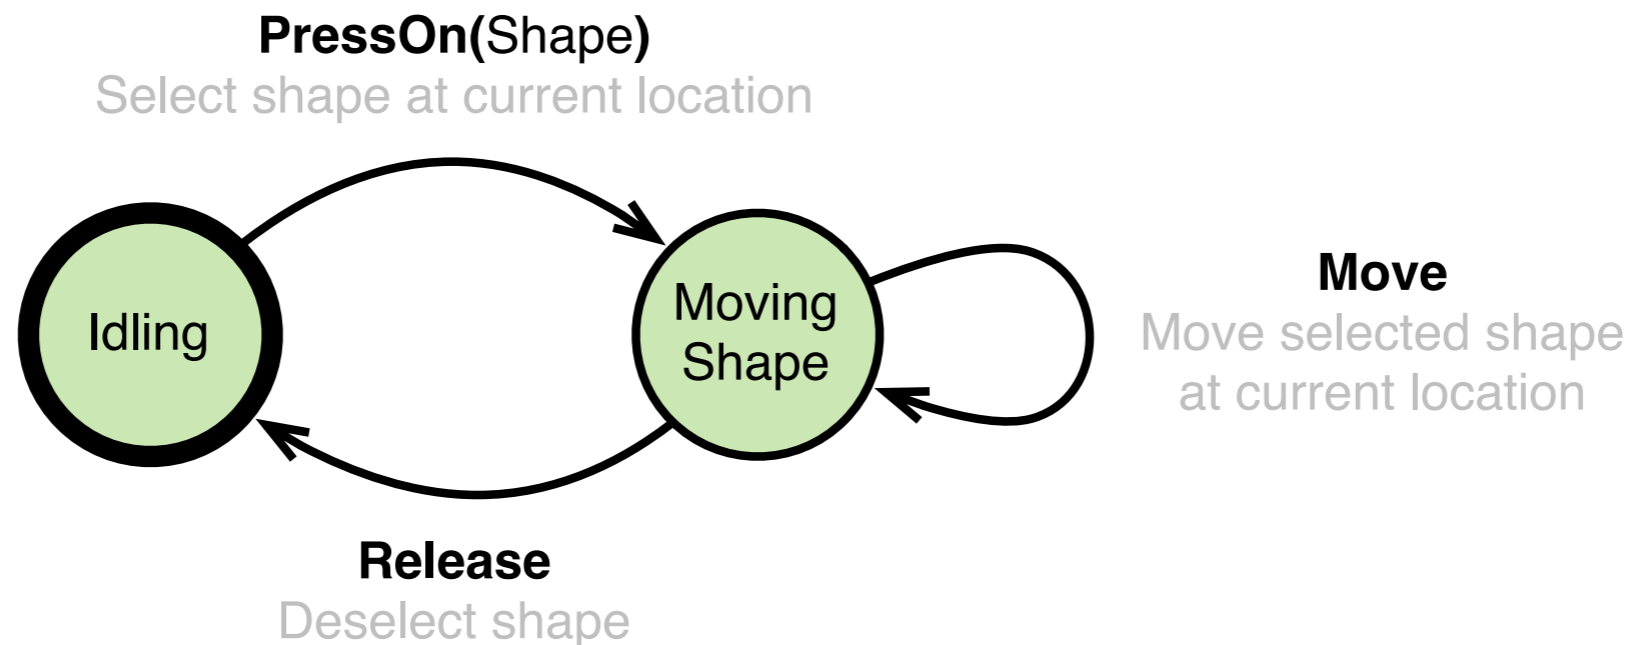 PressOn(Shape)
Select shape at current location
Idling
Moving
Shape
Move
Move selected shape
at current location
Release
Deselect shape